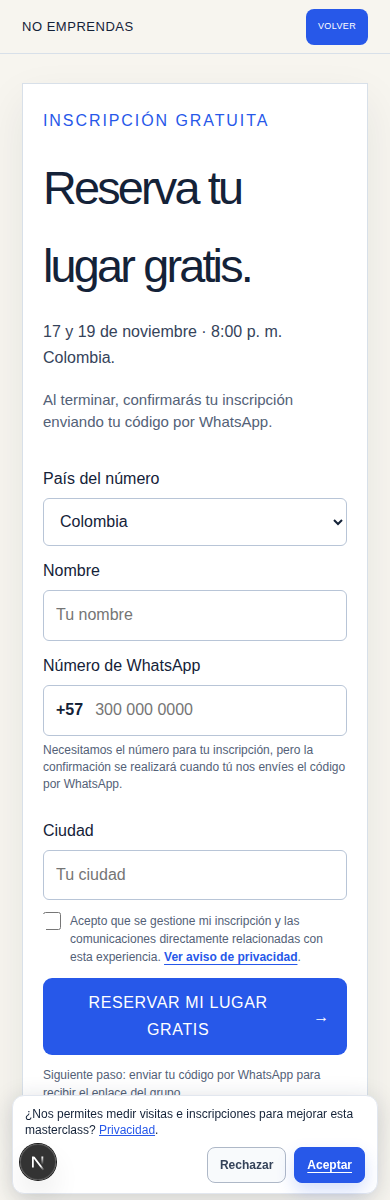 NO EMPRENDAS
VOLVER
INSCRIPCIÓN GRATUITA
Reserva tu
lugar gratis.
17 y 19 de noviembre · 8:00 p. m.
Colombia.
Al terminar, confirmarás tu inscripción
enviando tu código por WhatsApp.
País del número
Colombia
Nombre
Tu nombre
Número de WhatsApp
+57 300 000 0000
Necesitamos el número para tu inscripción, pero la
confirmación se realizará cuando tú nos envíes el código
por WhatsApp.
Ciudad
Tu ciudad
Acepto que se gestione mi inscripción y las
comunicaciones directamente relacionadas con
esta experiencia. Ver aviso de privacidad.
RESERVAR MI LUGAR
GRATIS →
Siguiente paso: enviar tu código por WhatsApp para
recibir el enlace del grupo
¿Nos permites medir visitas e inscripciones para mejorar esta
masterclass? Privacidad.
N
Rechazar
Aceptar